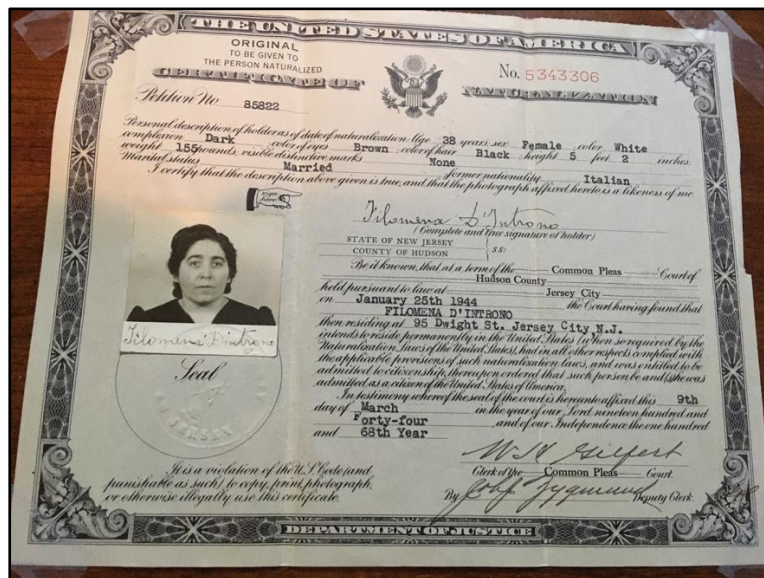 THE UNITED STATES OF AMERICA
ORIGINAL
TO BE GIVEN TO
THE PERSON NATURALIZED
No. 5343306
CERTIFICATE OF NATURALIZATION
Petition No 85822
Personal description of holder as of date of naturalization: Age 38 years; sex Female color White
complexion Dark color of eyes Brown color of hair Black height 5 feet 2 inches;
weight 155 pounds; visible distinctive marks None
Marital status Married former nationality Italian
I certify that the description above given is true, and that the photograph affixed hereto is a likeness of me.
Filomena D'Introno
(Complete and true signature of holder)
STATE OF NEW JERSEY
COUNTY OF HUDSON
ss:
Be it known, that at a term of the Common Pleas Court of
Hudson County
held pursuant to law at Jersey City
on January 25th 1944 the Court having found that
FILOMENA D'INTRONO
then residing at 95 Dwight St. Jersey City N.J.
intends to reside permanently in the United States (when so required by the
Naturalization Laws of the United States), had in all other respects complied with
the applicable provisions of such naturalization laws, and was entitled to be
admitted to citizenship, thereupon ordered that such person be and (s)he was
admitted as a citizen of the United States of America.
In testimony whereof the seal of the court is hereunto affixed this 9th
day of March in the year of our Lord nineteen hundred and
Forty-four and of our Independence the one hundred
and 68th Year
Filomena D'introno
Seal
JERSEY
It is a violation of the U.S. Code (and
punishable as such) to copy, print, photograph,
or otherwise illegally use this certificate.
W H Gilfert
Clerk of the Common Pleas Court.
By Deputy Clerk.
DEPARTMENT OF JUSTICE